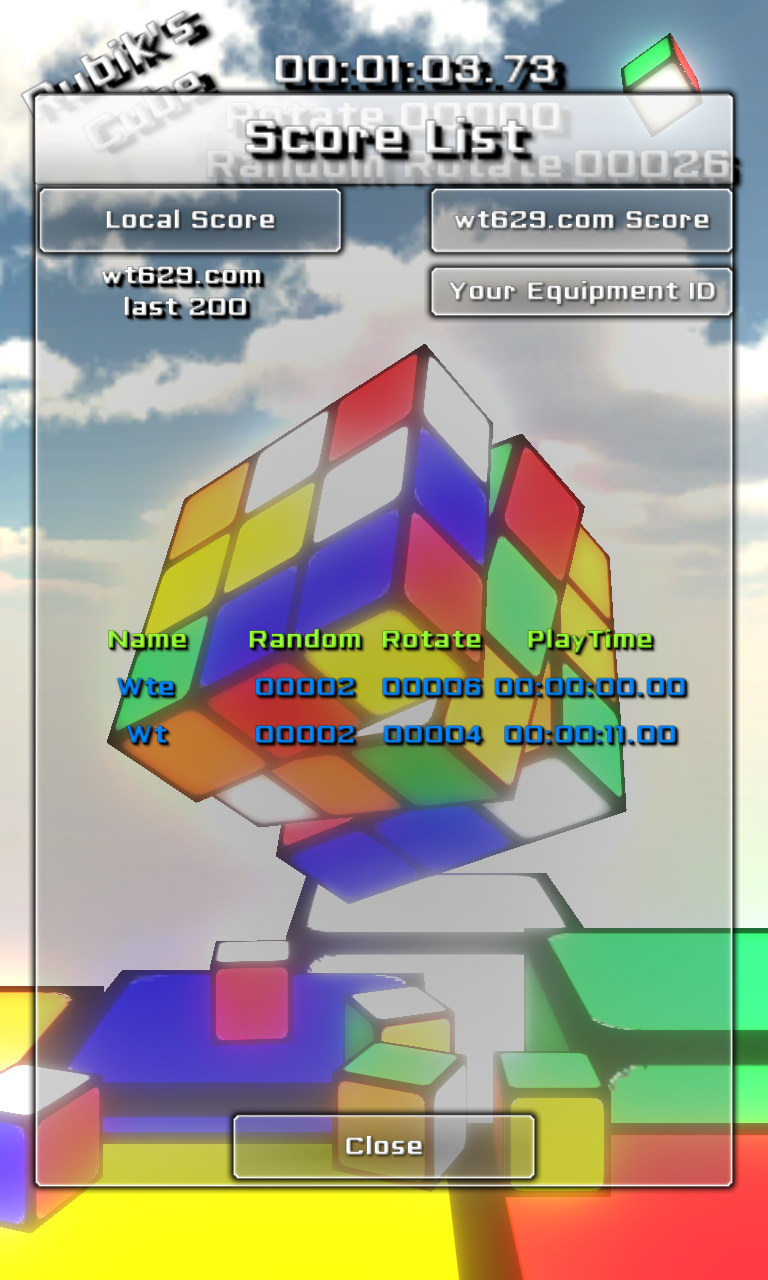 Rubik's
Cube
00:01:03.73
Rotate 00000
Random Rotate 00026
Score List
Local Score
wt629.com Score
wt629.com
last 200
Your Equipment ID
Name Random Rotate PlayTime
Wte 00002 00006 00:00:00.00
Wt 00002 00004 00:00:11.00
Close